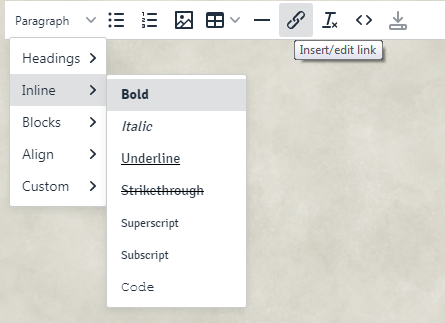 Paragraph
Insert/edit link
Headings
Inline
Blocks
Align
Custom
Bold
Italic
Underline
Strikethrough
Superscript
Subscript
Code